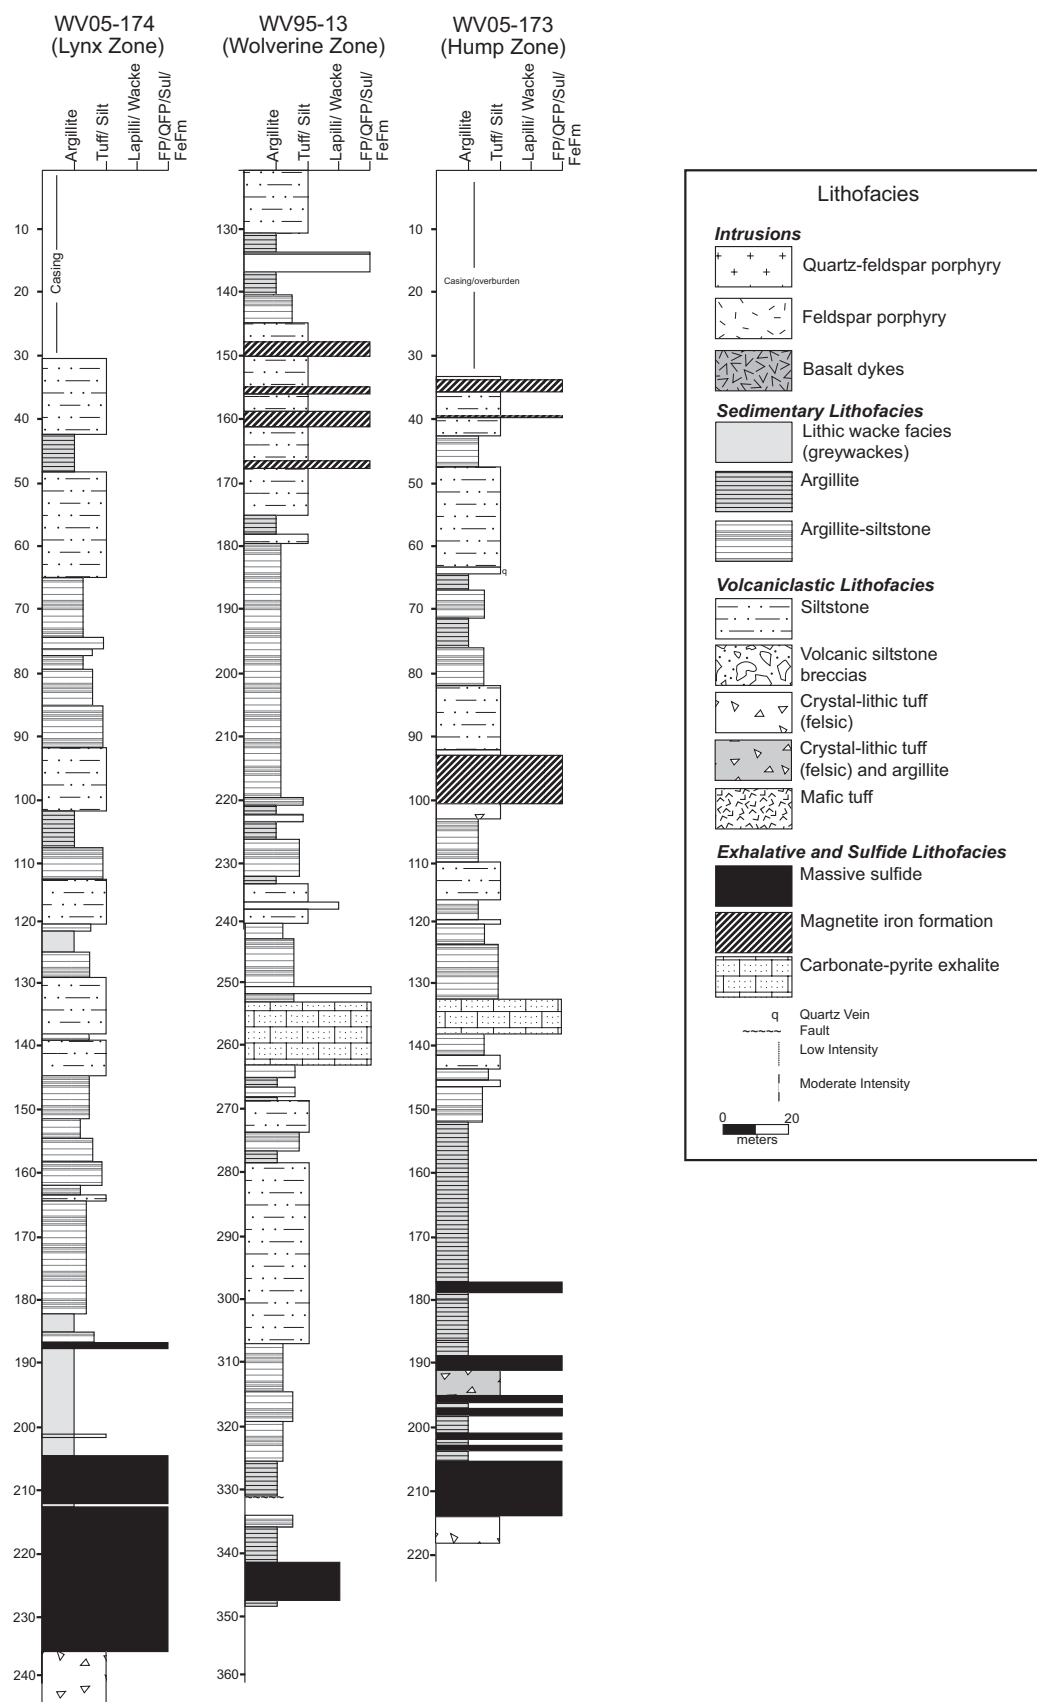 WV05-174
(Lynx Zone)
WV95-13
(Wolverine Zone)
WV05-173
(Hump Zone)
Argillite
Tuff/ Silt
Lapilli/ Wacke
FP/QFP/Sul/
FeFm
Argillite
Tuff/ Silt
Lapilli/ Wacke
FP/QFP/Sul/
FeFm
Argillite
Tuff/ Silt
Lapilli/ Wacke
FP/QFP/Sul/
FeFm
Casing
10
20
30
40
50
60
70
80
90
100
110
120
130
140
150
160
170
180
190
200
210
220
230
240
130
140
150
160
170
180
190
200
210
220
230
240
250
260
270
280
290
300
310
320
330
340
350
360
Casing/overburden
10
20
30
40
50
60
q
70
80
90
100
110
120
130
140
150
160
170
180
190
200
210
220
Lithofacies
Intrusions
Quartz-feldspar porphyry
Feldspar porphyry
Basalt dykes
Sedimentary Lithofacies
Lithic wacke facies
(greywackes)
Argillite
Argillite-siltstone
Volcaniclastic Lithofacies
Siltstone
Volcanic siltstone
breccias
Crystal-lithic tuff
(felsic)
Crystal-lithic tuff
(felsic) and argillite
Mafic tuff
Exhalative and Sulfide Lithofacies
Massive sulfide
Magnetite iron formation
Carbonate-pyrite exhalite
q Quartz Vein
Fault
Low Intensity
Moderate Intensity
0 20
meters